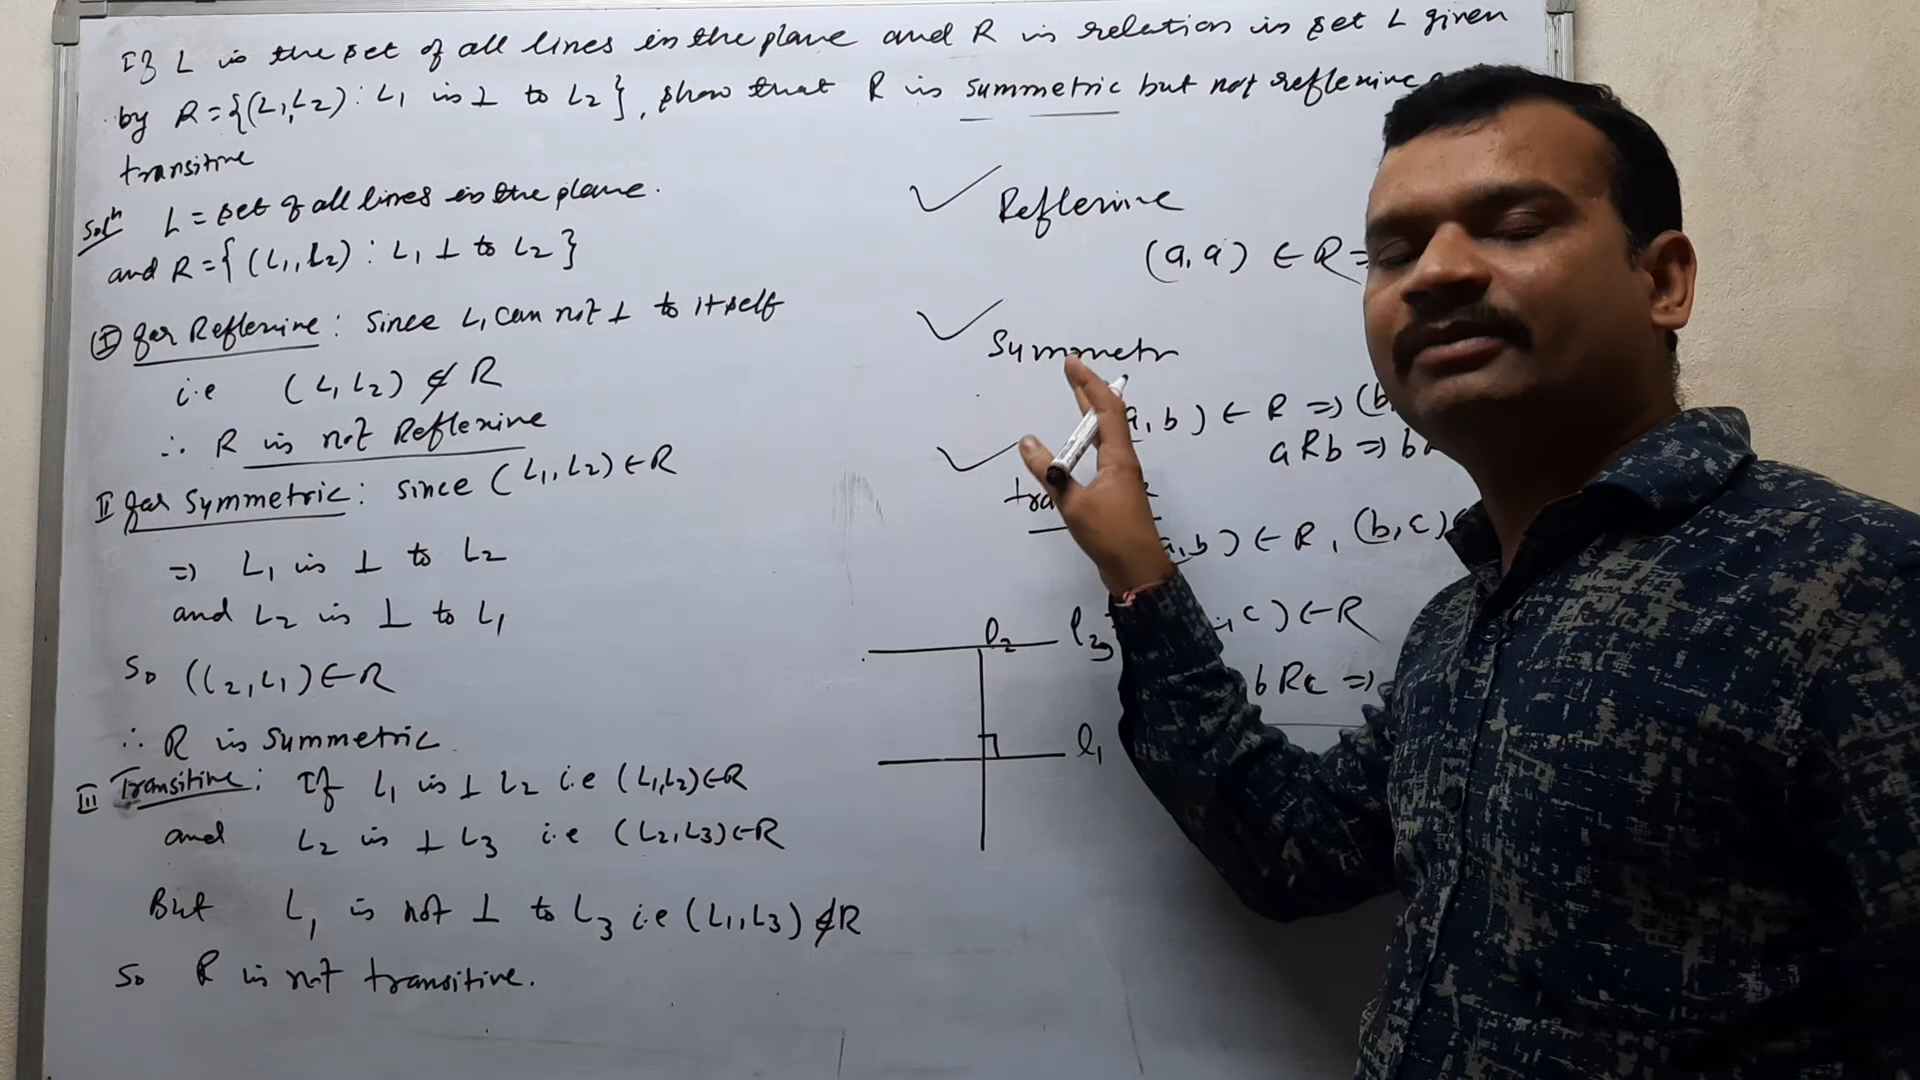 If L is the set of all lines in the plane and R is relation in set L given
by R = {(L1, L2) : L1 is ⊥ to L2}, show that R is symmetric but not reflexive
transitive
Solⁿ L = set of all lines in the plane.
and R = { (L1, L2) : L1 ⊥ to L2 }
(I) for Reflexive : Since L1 can not ⊥ to itself
i.e (L1 L2) ∉ R
∴ R is not Reflexive
II for Symmetric : since (L1, L2) ∈ R
=> L1 is ⊥ to L2
and L2 is ⊥ to L1
So (L2, L1) ∈ R
∴ R is Symmetric
III Transitive : If L1 is ⊥ L2 i.e (L1, L2) ∈ R
and L2 is ⊥ L3 i.e (L2, L3) ∈ R
But L1 is not ⊥ to L3 i.e (L1, L3) ∉ R
So R is not transitive.
Reflexive
(a, a) ∈ R =
Symmetr
a, b ) ∈ R => (b
a R b => b
tra
a, b ) ∈ R, (b, c)
, c ) ∈ R
b R c =>
l2
l3
l1